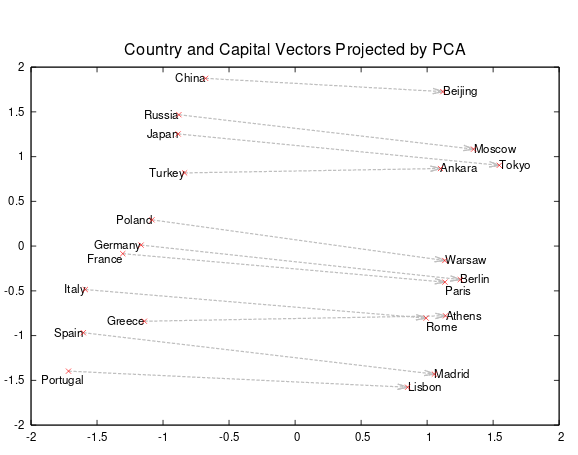 Country and Capital Vectors Projected by PCA
2
China
Beijing
1.5
Russia
Japan
Moscow
1
Tokyo
Turkey
Ankara
0.5
Poland
0
Germany
France
Warsaw
Berlin
-0.5
Italy
Paris
Greece
Athens
Rome
-1
Spain
Madrid
Portugal
Lisbon
-1.5
-2
-2 -1.5 -1 -0.5 0 0.5 1 1.5 2